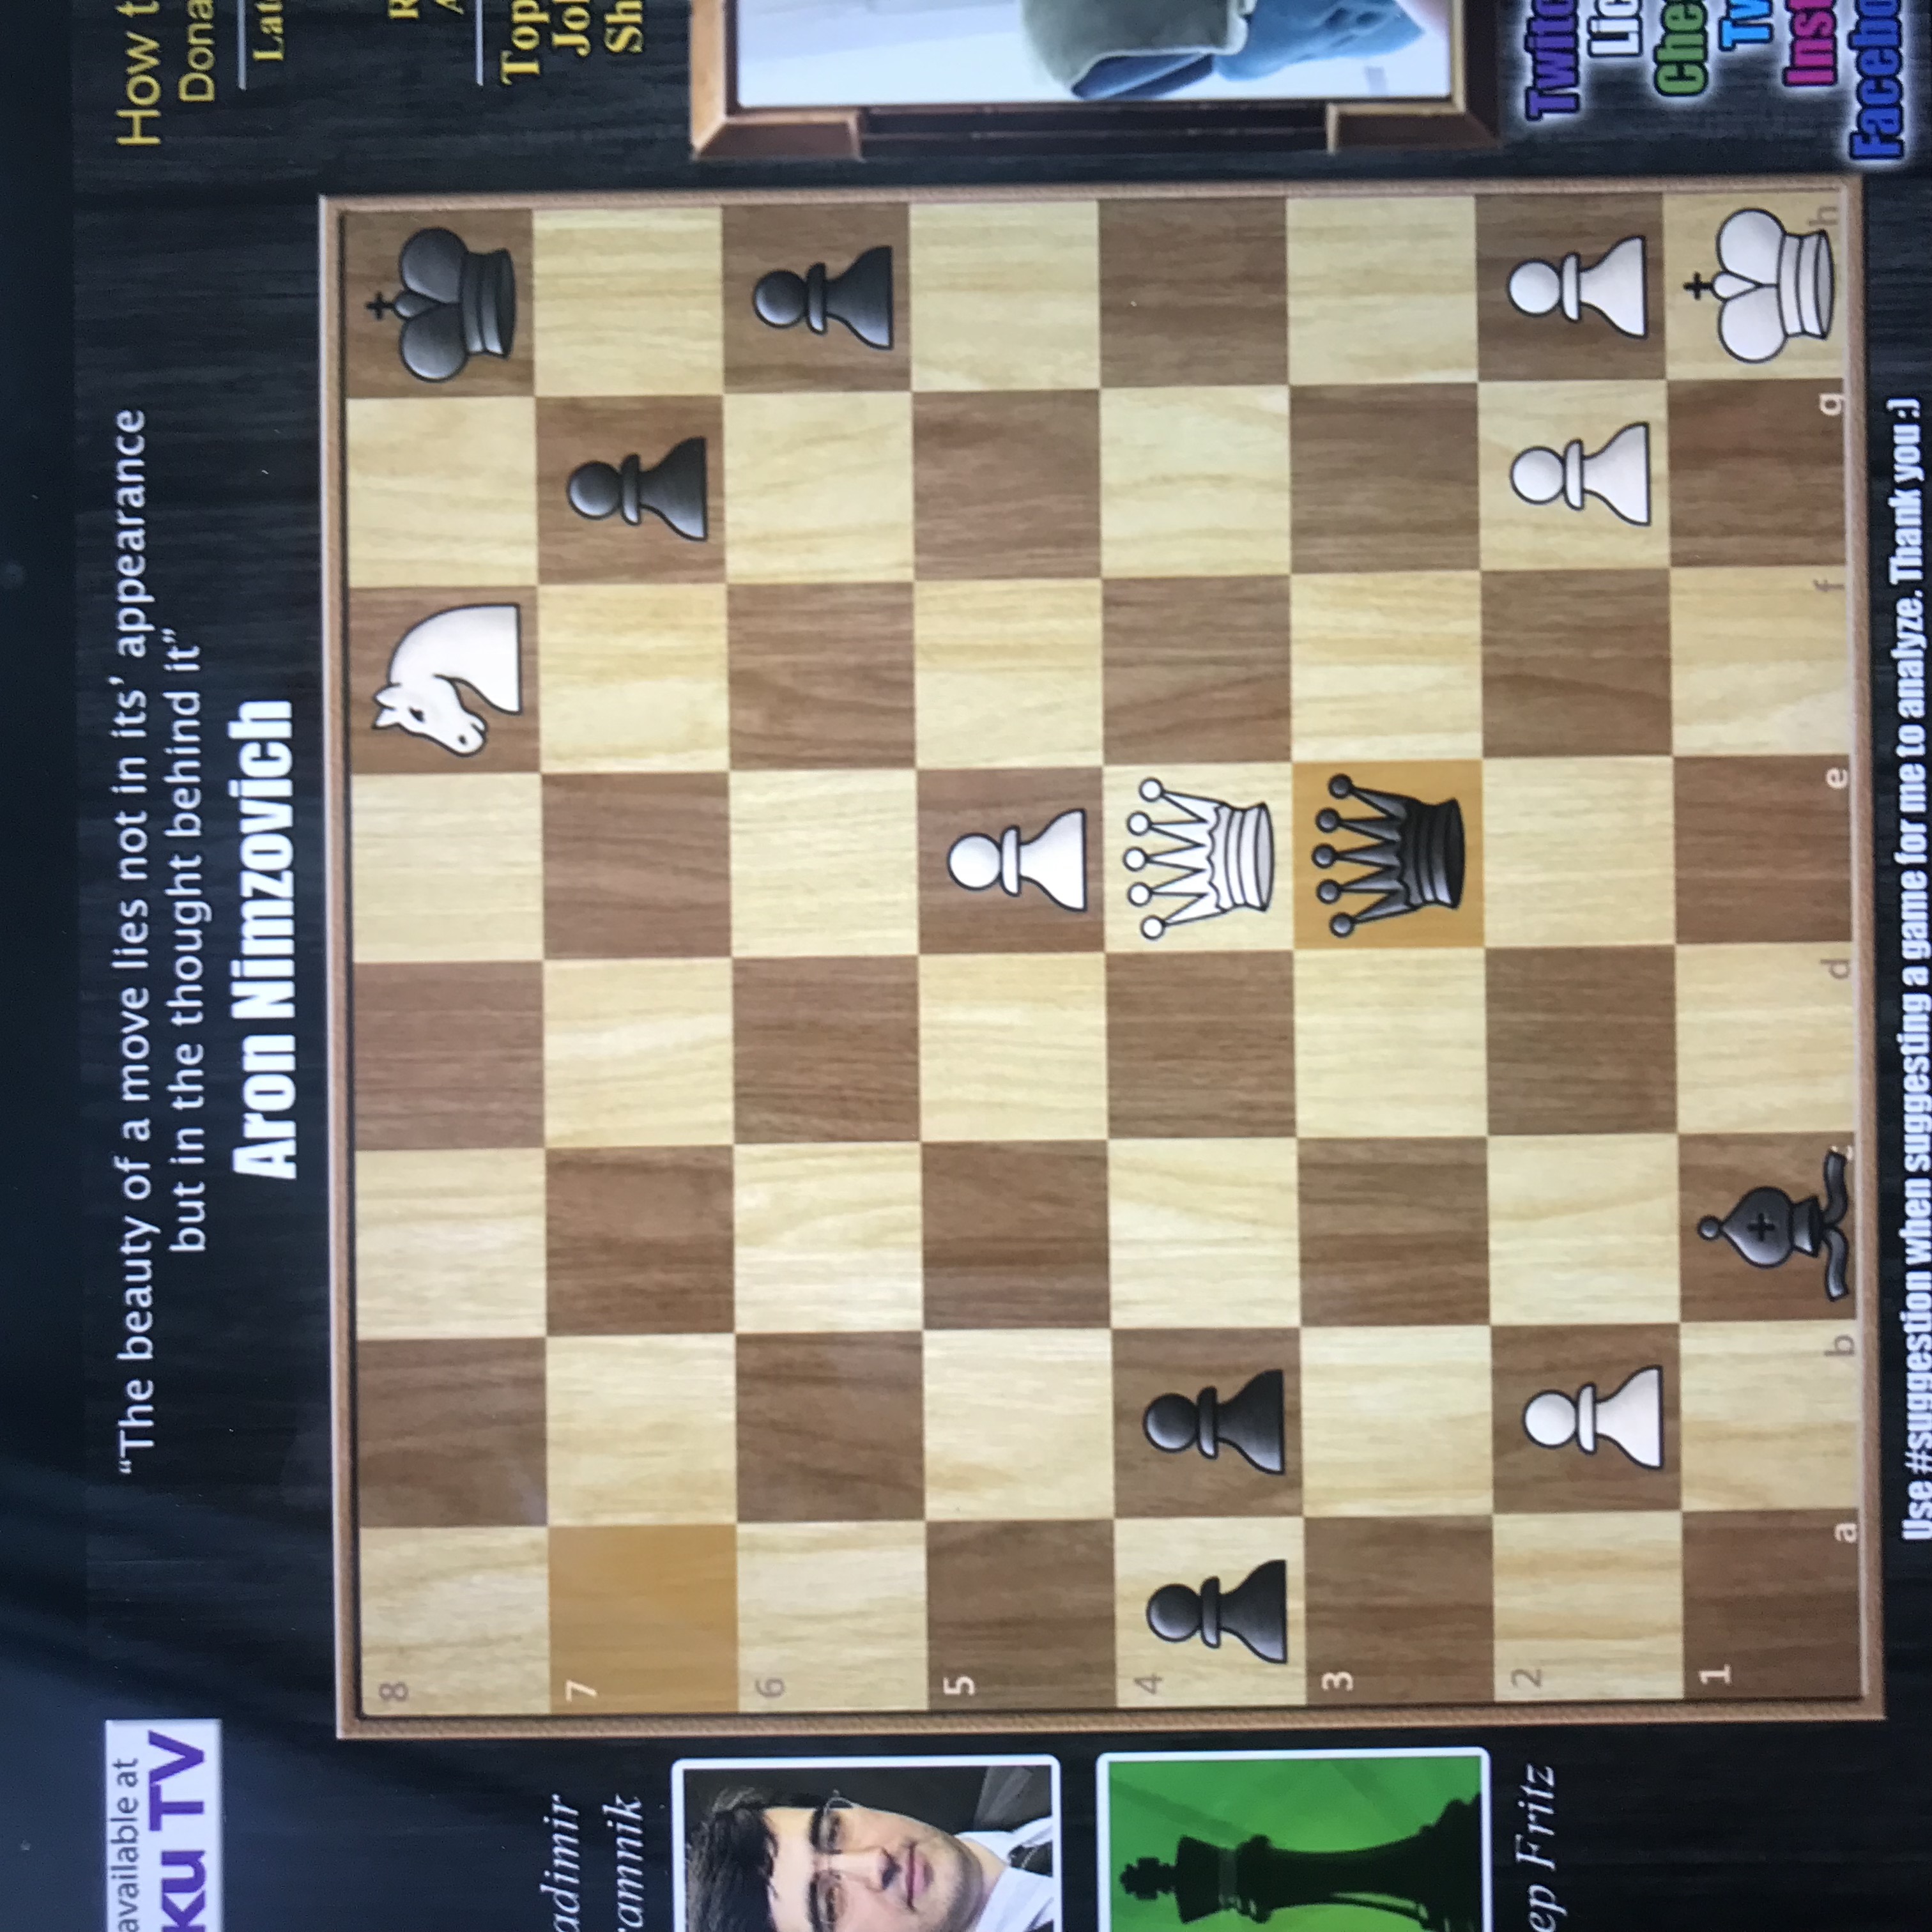 available at
ku TV
“The beauty of a move lies not in its’ appearance
but in the thought behind it”
Aron Nimzovich
How t
Dona
Lat
R
A
Top
Jol
Sh
adimir
ramnik
ep Fritz
8
7
6
5
4
3
2
1
a b c d e f g h
Twitc
Lic
Che
Tw
Inst
Facebo
Use #suggestion when suggesting a game for me to analyze. Thank you :)